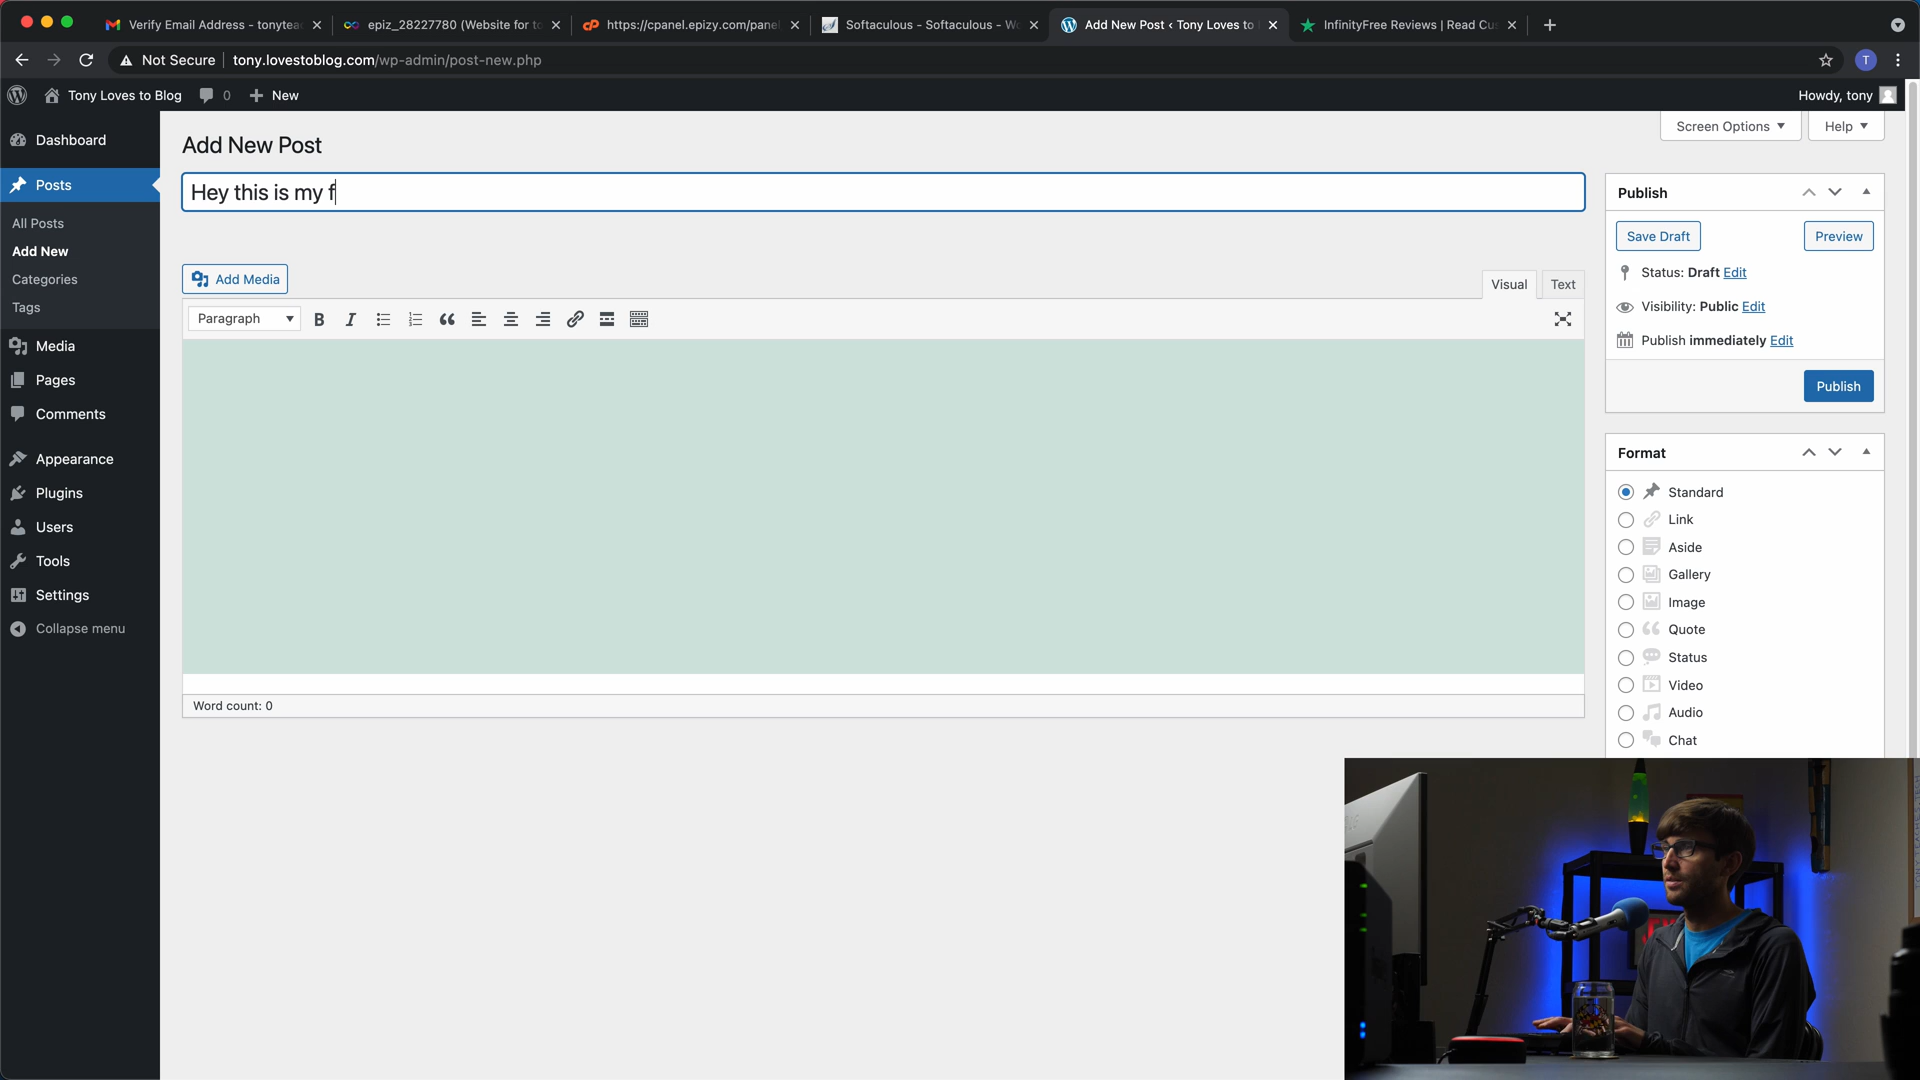 Verify Email Address - tonytea
epiz_28227780 (Website for to
https://cpanel.epizy.com/pane
Softaculous - Softaculous - Wo
Add New Post ‹ Tony Loves to
InfinityFree Reviews | Read Cus
Not Secure
tony.lovestoblog.com/wp-admin/post-new.php
T
Tony Loves to Blog
0
New
Howdy, tony
Dashboard
Posts
All Posts
Add New
Categories
Tags
Media
Pages
Comments
Appearance
Plugins
Users
Tools
Settings
Collapse menu
Screen Options
Help
Add New Post
Hey this is my f
Add Media
Visual
Text
Paragraph
B
I
Word count: 0
Publish
Save Draft
Preview
Status: Draft Edit
Visibility: Public Edit
Publish immediately Edit
Publish
Format
Standard
Link
Aside
Gallery
Image
Quote
Status
Video
Audio
Chat